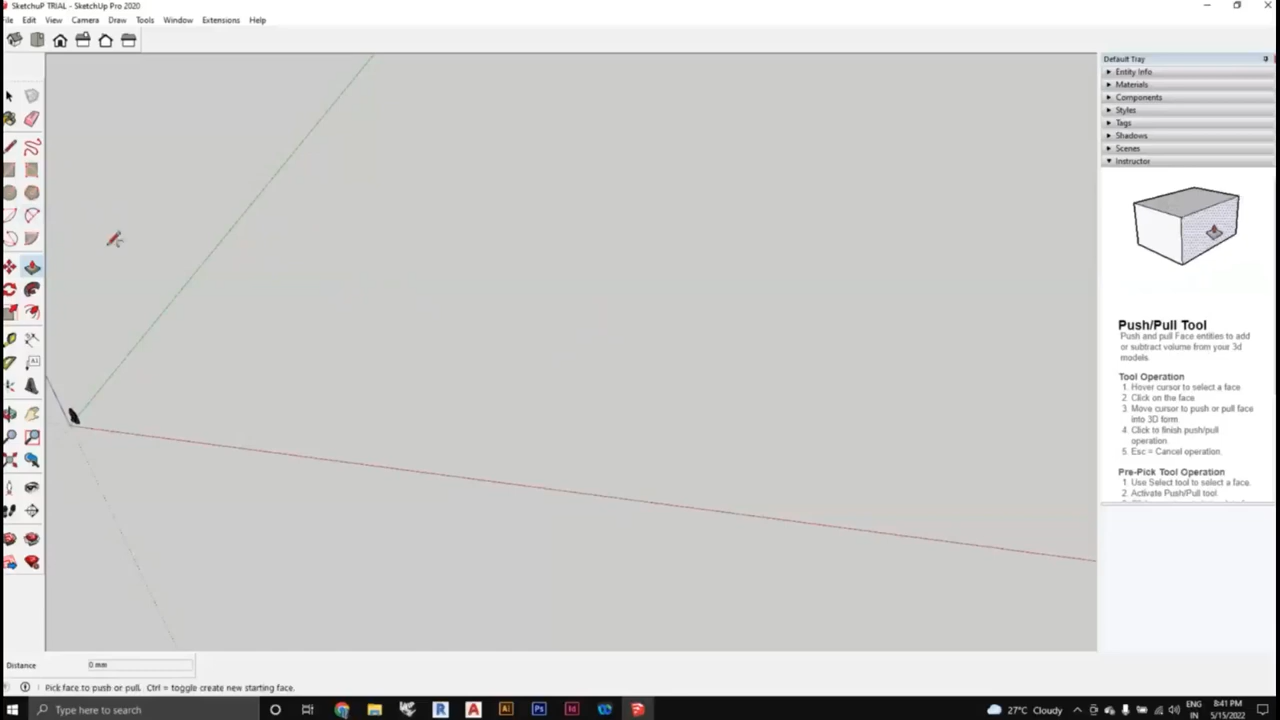 SketchuP TRIAL - SketchUp Pro 2020
File Edit View Camera Draw Tools Window Extensions Help
Default Tray
Entity Info
Materials
Components
Styles
Tags
Shadows
Scenes
Instructor
Push/Pull Tool
Push and pull Face entities to add
or subtract volume from your 3d
models.
Tool Operation
1. Hover cursor to select a face
2. Click on the face
3. Move cursor to push or pull face
into 3D form
4. Click to finish push/pull
operation
5. Esc = Cancel operation.
Pre-Pick Tool Operation
1. Use Select tool to select a face.
2. Activate Push/Pull tool.
Distance 0 mm
Pick face to push or pull. Ctrl = toggle create new starting face.
Type here to search
27°C Cloudy
ENG
IN
8:41 PM
5/15/2022